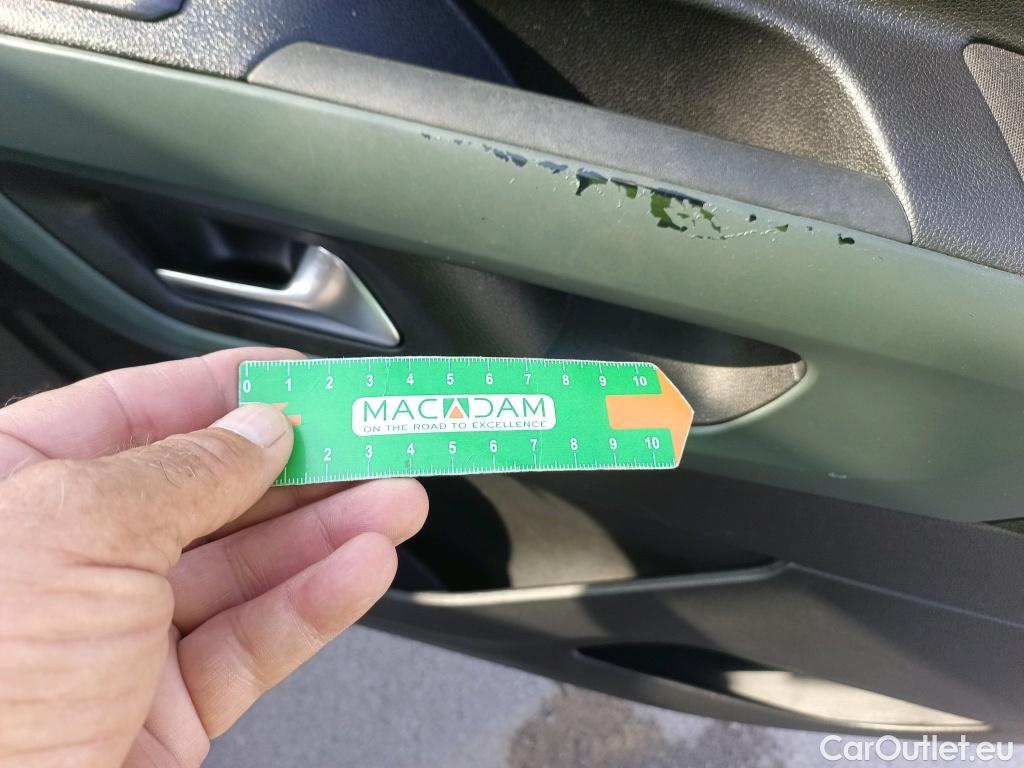 0 1 2 3 4 5 6 7 8 9 10
MACADAM
ON THE ROAD TO EXCELLENCE
2 3 4 5 6 7 8 9 10
CarOutlet.eu